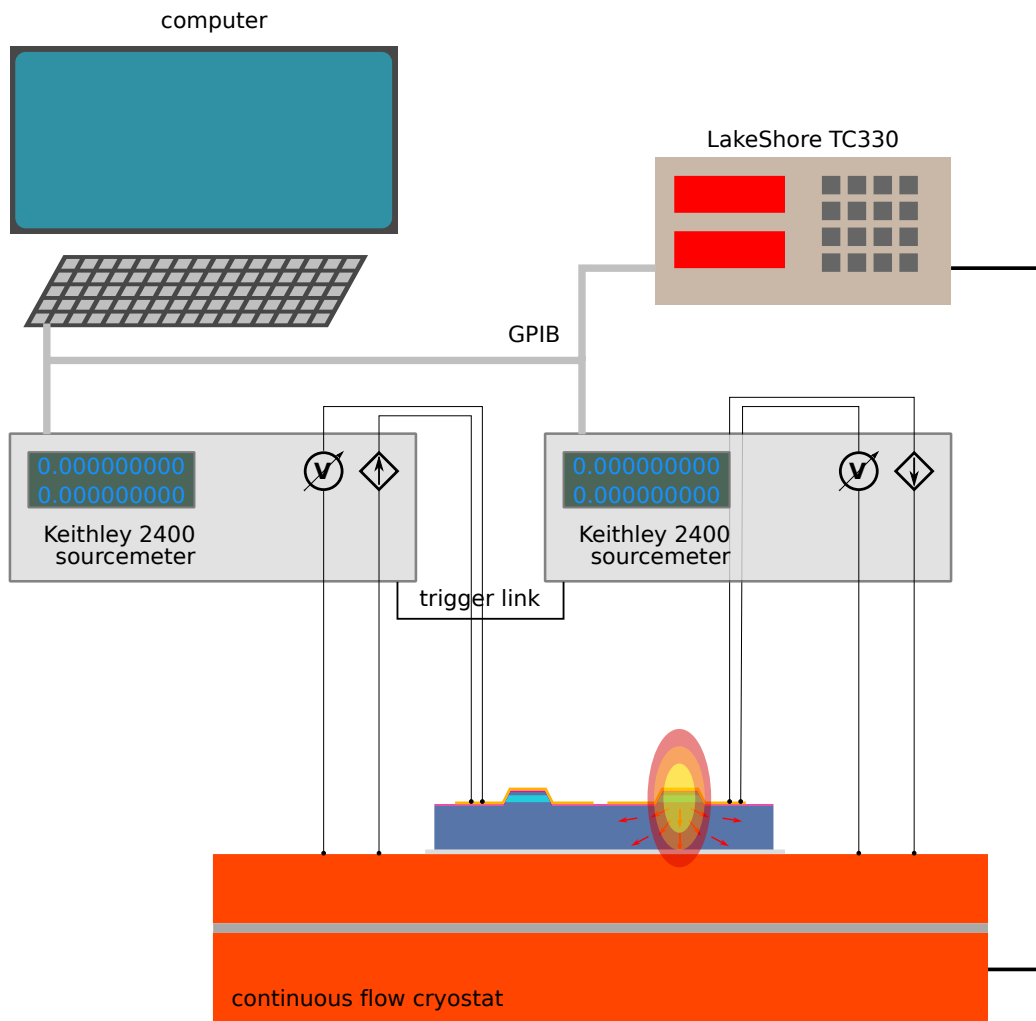 computer
LakeShore TC330
GPIB
0.000000000
0.000000000
V
Keithley 2400
sourcemeter
0.000000000
0.000000000
V
Keithley 2400
sourcemeter
trigger link
continuous flow cryostat